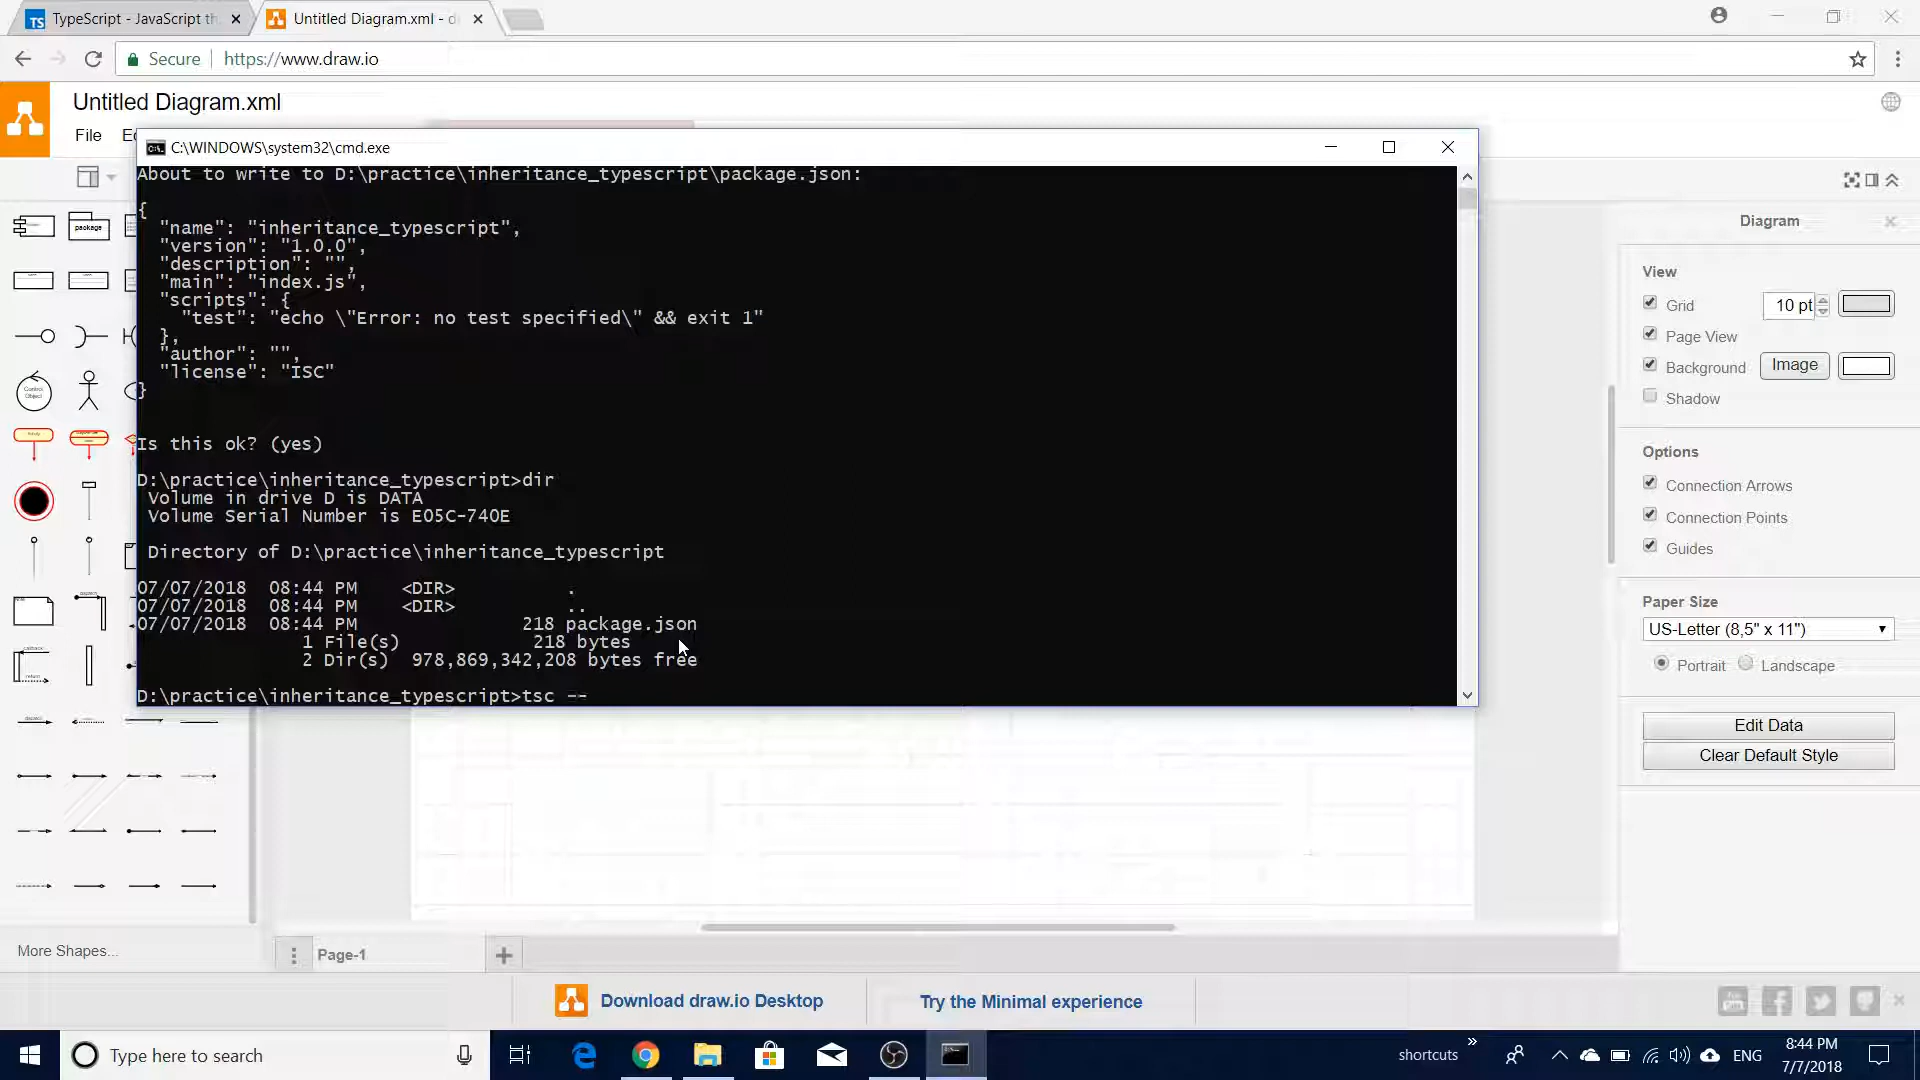 TypeScript - JavaScript th
Untitled Diagram.xml - d
Secure
https://www.draw.io
Untitled Diagram.xml
File
C:\WINDOWS\system32\cmd.exe
About to write to D:\practice\inheritance_typescript\package.json:
{
"name": "inheritance_typescript",
"version": "1.0.0",
"description": "",
"main": "index.js",
"scripts": {
"test": "echo \"Error: no test specified\" && exit 1"
},
"author": "",
"license": "ISC"
}
Is this ok? (yes)
D:\practice\inheritance_typescript>dir
Volume in drive D is DATA
Volume Serial Number is E05C-740E
Directory of D:\practice\inheritance_typescript
07/07/2018 08:44 PM <DIR> .
07/07/2018 08:44 PM <DIR> ..
07/07/2018 08:44 PM 218 package.json
1 File(s) 218 bytes
2 Dir(s) 978,869,342,208 bytes free
D:\practice\inheritance_typescript>tsc --
package
Control
Object
Diagram
View
Grid
10 pt
Page View
Background
Image
Shadow
Options
Connection Arrows
Connection Points
Guides
Paper Size
US-Letter (8,5" x 11")
Portrait
Landscape
Edit Data
Clear Default Style
More Shapes...
Page-1
Download draw.io Desktop
Try the Minimal experience
Type here to search
shortcuts
ENG
8:44 PM
7/7/2018